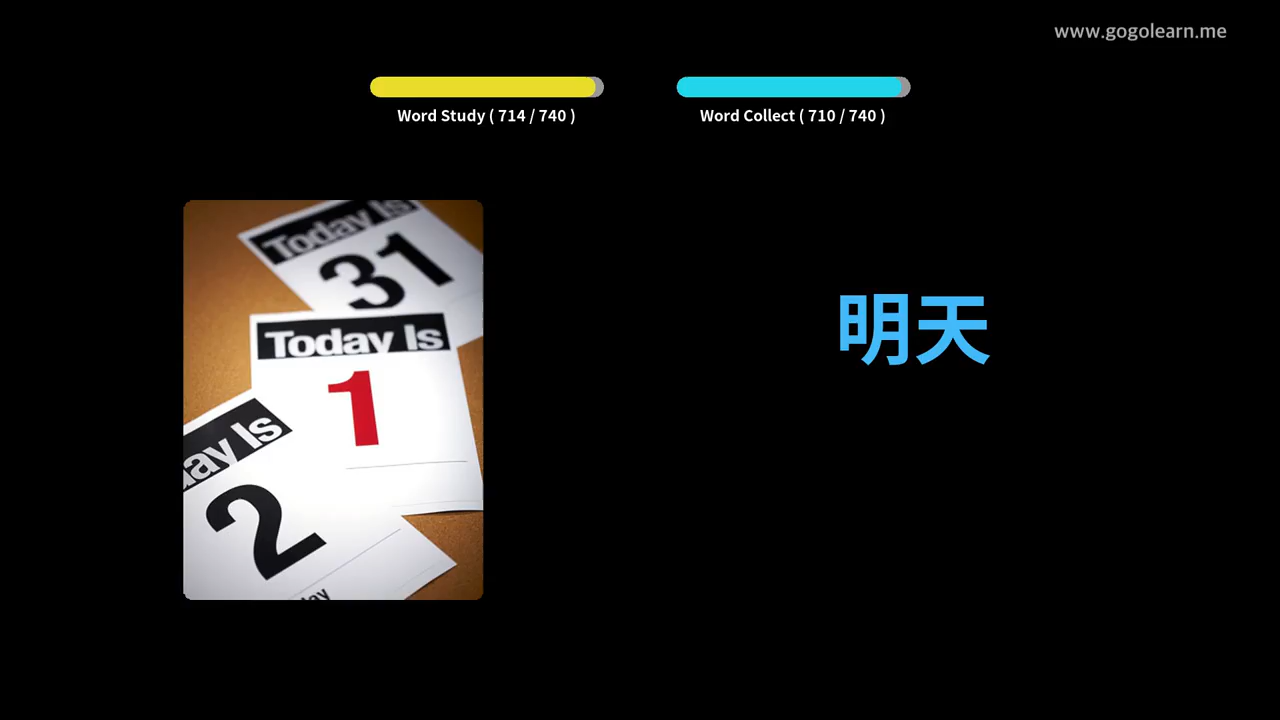 www.gogolearn.me
Word Study ( 714 / 740 )
Word Collect ( 710 / 740 )
Today Is
31
Today Is
1
day Is
2
明天